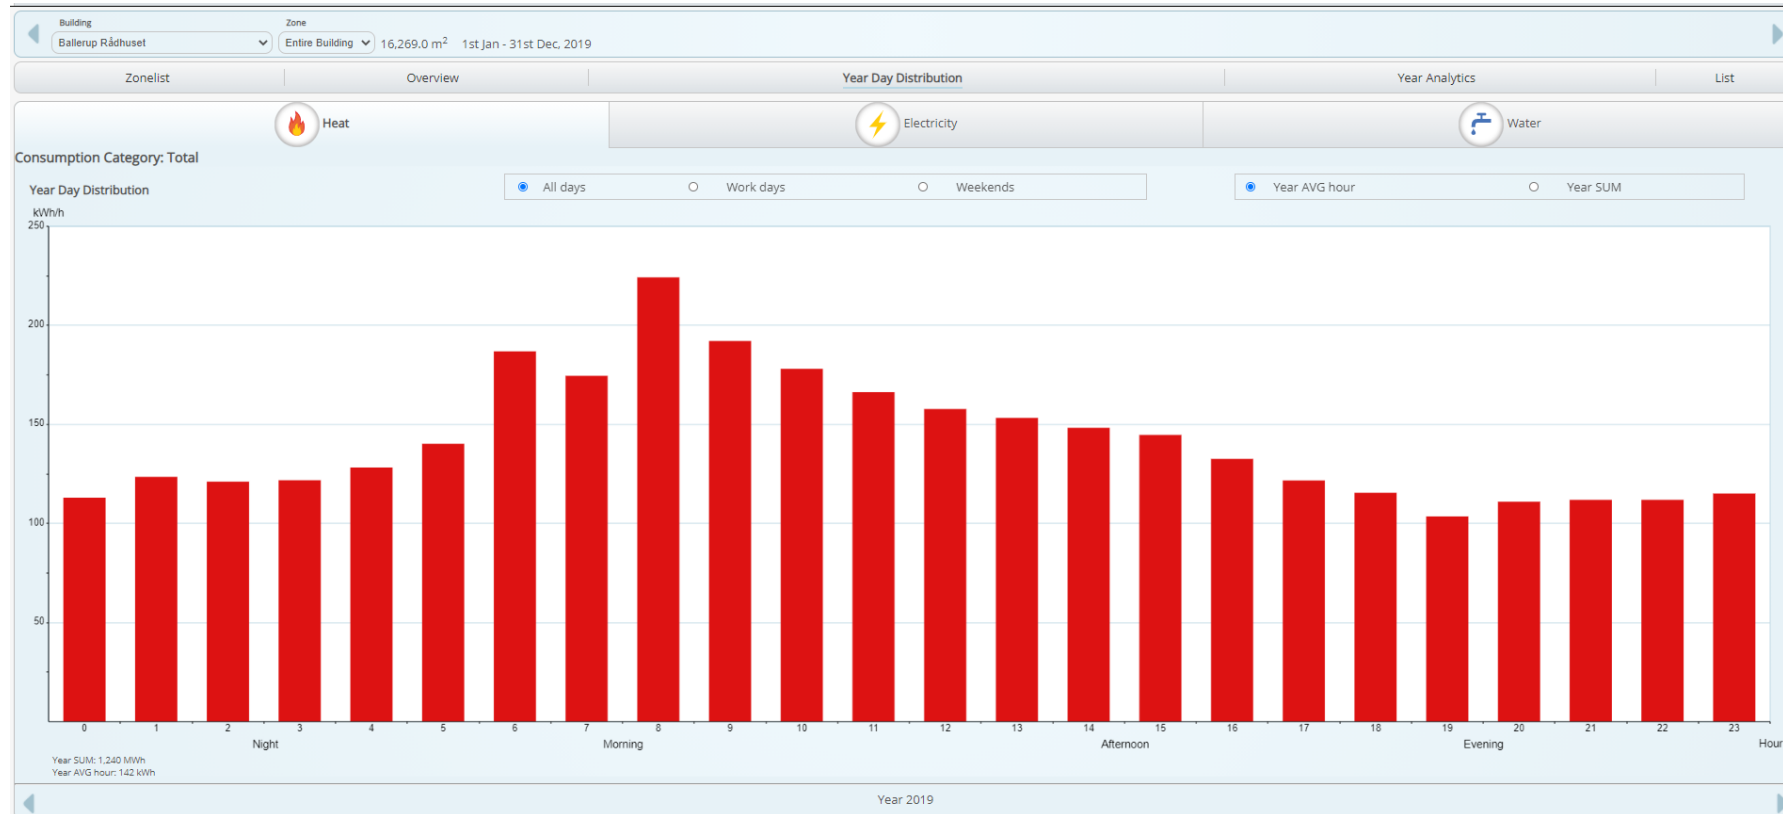 Building Zone
Ballerup Rådhuset Entire Building 16,269.0 m² 1st Jan - 31st Dec, 2019
Zonelist Overview Year Day Distribution Year Analytics List
Heat Electricity Water
Consumption Category: Total
Year Day Distribution All days Work days Weekends Year AVG hour Year SUM
kWh/h
250
200
150
100
50
0 1 2 3 4 5 6 7 8 9 10 11 12 13 14 15 16 17 18 19 20 21 22 23
Night Morning Afternoon Evening Hour
Year SUM: 1,240 MWh
Year AVG hour: 142 kWh
Year 2019